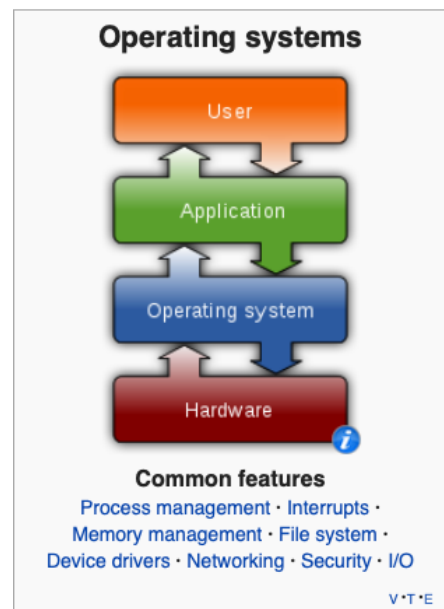 Operating systems
User
Application
Operating system
Hardware
i
Common features
Process management · Interrupts ·
Memory management · File system ·
Device drivers · Networking · Security · I/O
V · T · E